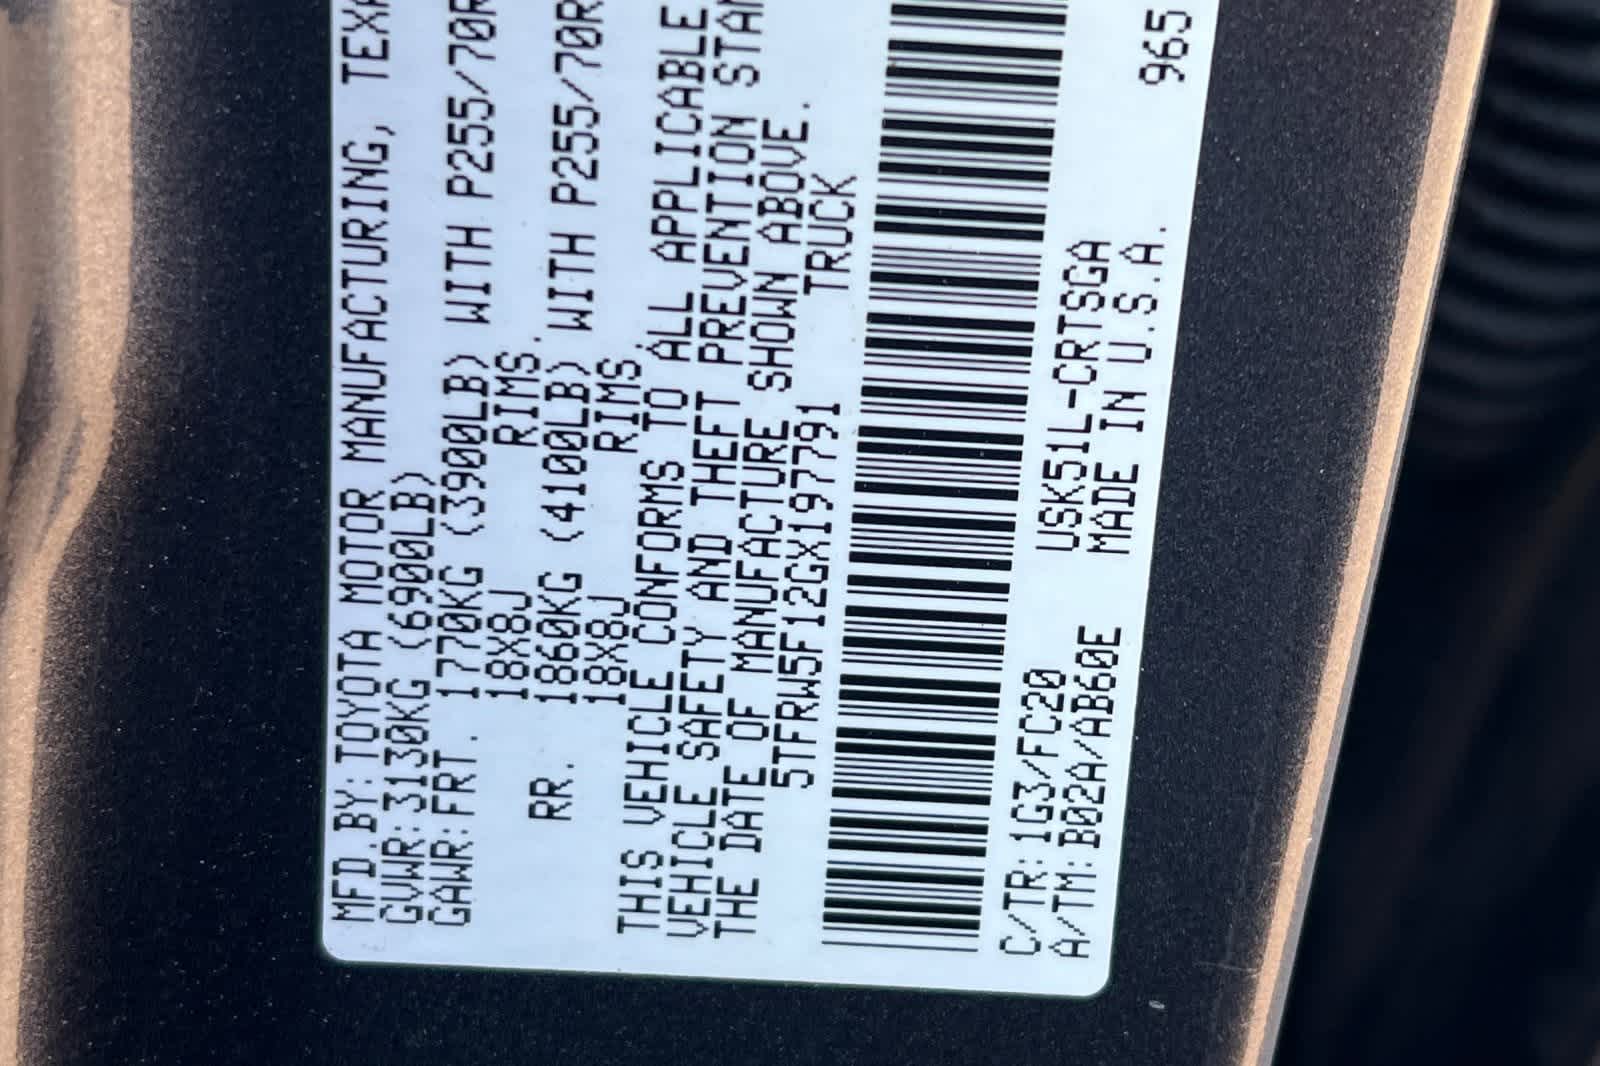 MFD.BY:TOYOTA MOTOR MANUFACTURING,
GVWR:3130KG (6900LB)
GAWR:FRT. 1770KG (3900LB) WITH P255/70R
18X8J RIMS.
RR. 1860KG (4100LB) WITH P255/70R
18X8J RIMS.
THIS VEHICLE CONFORMS TO ALL APPLICABLE
VEHICLE SAFETY AND THEFT PREVENTION
THE DATE OF MANUFACTURE SHOWN ABOVE.
5TFRW5F12GX197791 TRUCK
C/TR:1G3/FC20 USK51L-CRTSGA 965
A/TM:B02A/AB60E MADE IN U.S.A.